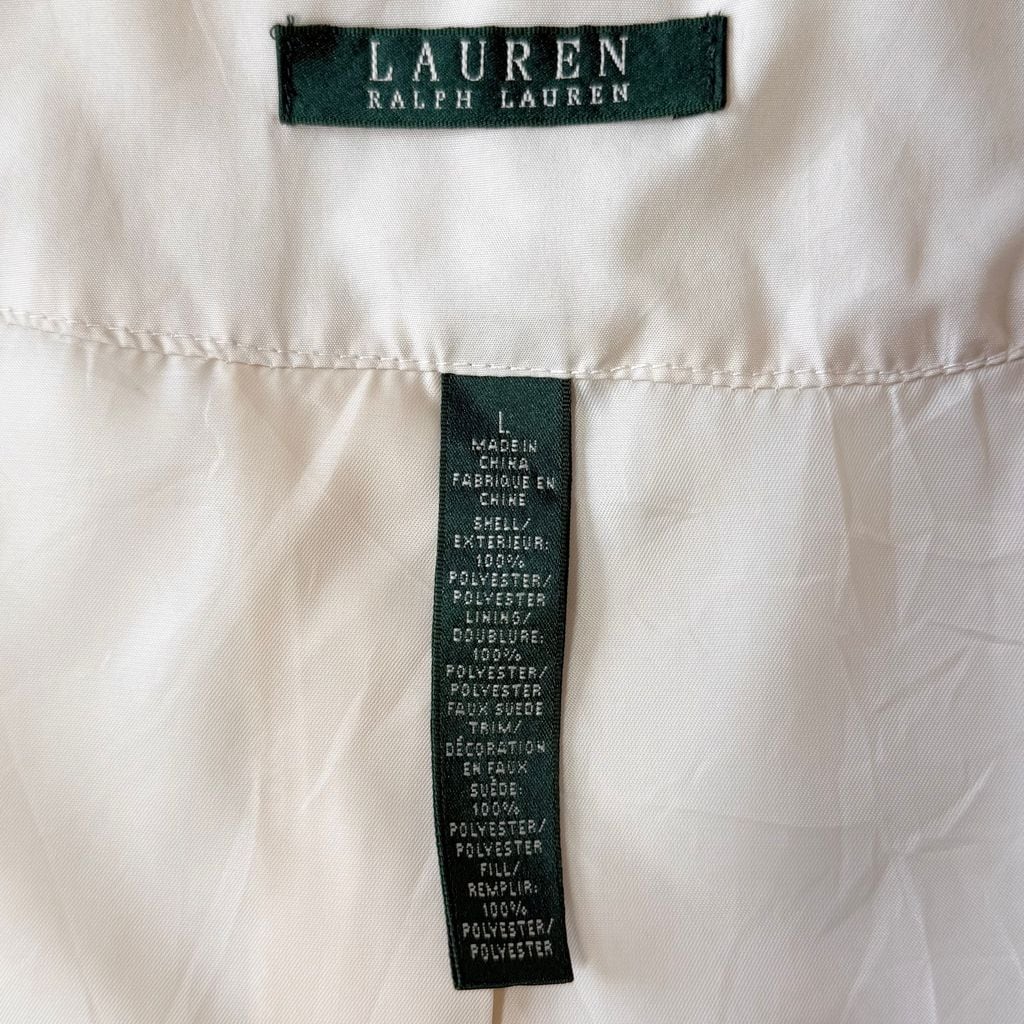 LAUREN
RALPH LAUREN
L
MADE IN
CHINA
FABRIQUE EN
CHINE
SHELL/
EXTERIEUR:
100%
POLYESTER/
POLYESTER
LINING/
DOUBLURE:
100%
POLYESTER/
POLYESTER
FAUX SUEDE
TRIM/
DÉCORATION
EN FAUX
SUÈDE:
100%
POLYESTER/
POLYESTER
FILL/
REMPLIR:
100%
POLYESTER/
POLYESTER